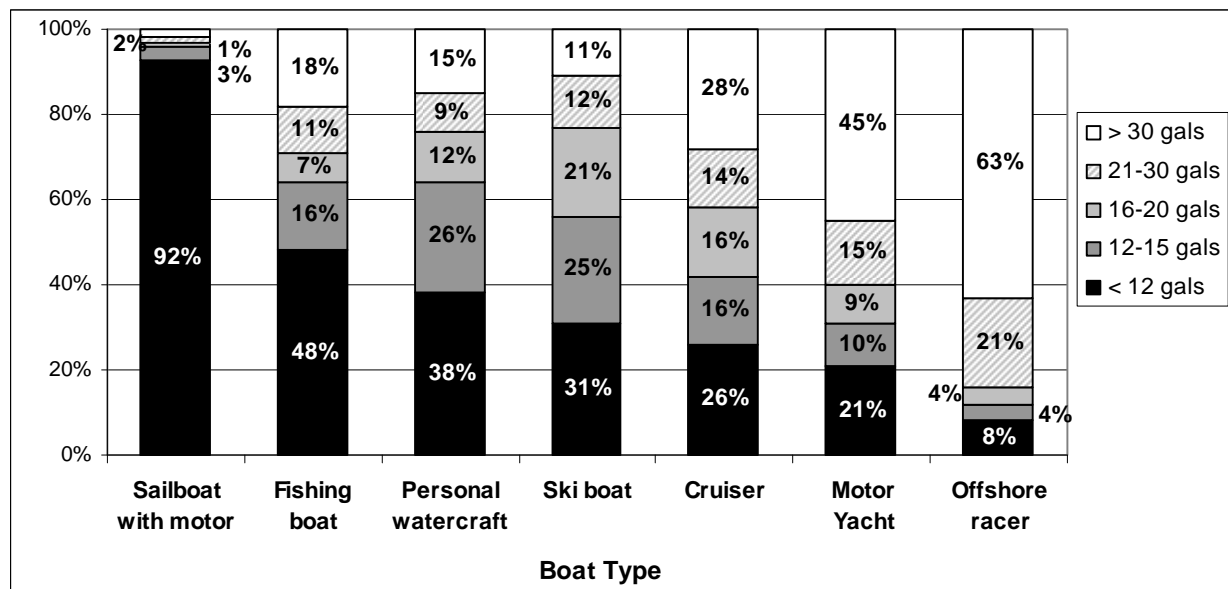 100%
80%
60%
40%
20%
0%
2%
1%
3%
92%
18%
11%
7%
16%
48%
15%
9%
12%
26%
38%
11%
12%
21%
25%
31%
28%
14%
16%
16%
26%
45%
15%
9%
10%
21%
63%
21%
4%
4%
8%
Sailboat
with motor
Fishing
boat
Personal
watercraft
Ski boat
Cruiser
Motor
Yacht
Offshore
racer
Boat Type
> 30 gals
21-30 gals
16-20 gals
12-15 gals
< 12 gals